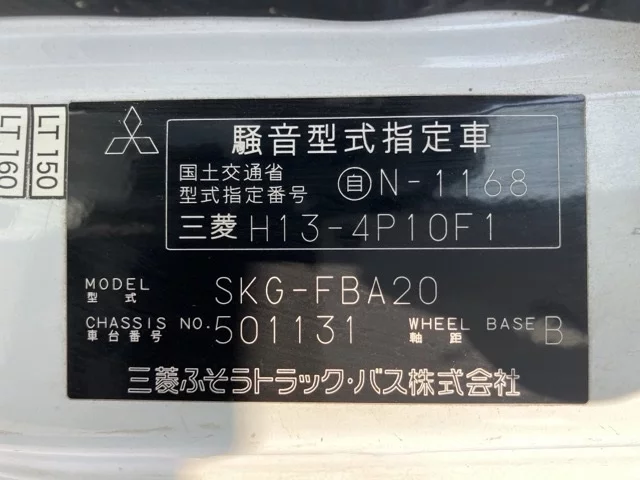 LT 150
LT 160
騒音型式指定車
国土交通省
型式指定番号 自N-1168
三菱 H13-4P10F1
MODEL
型式 SKG-FBA20
CHASSIS NO.
車台番号 501131
WHEEL BASE
軸距 B
三菱ふそうトラック・バス株式会社